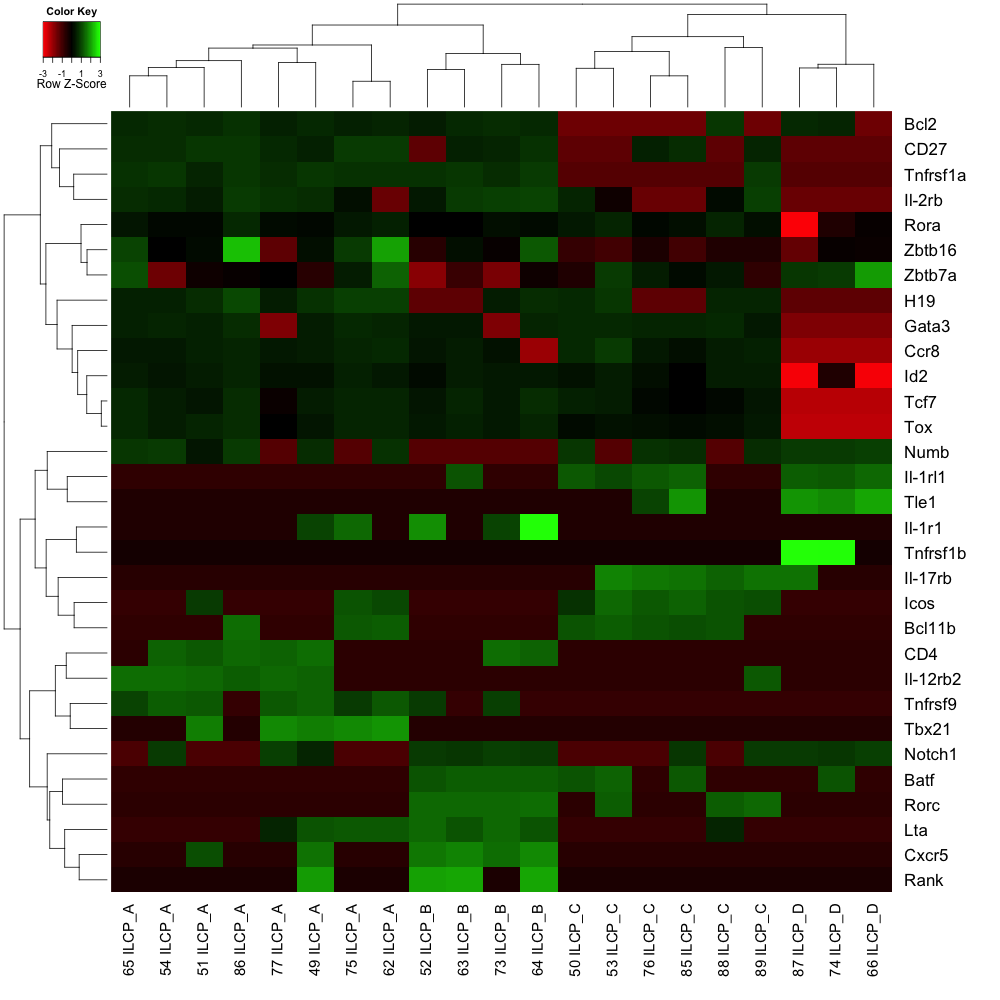 Color Key
-3 -1 1 3
Row Z-Score
Bcl2
CD27
Tnfrsf1a
Il-2rb
Rora
Zbtb16
Zbtb7a
H19
Gata3
Ccr8
Id2
Tcf7
Tox
Numb
Il-1rl1
Tle1
Il-1r1
Tnfrsf1b
Il-17rb
Icos
Bcl11b
CD4
Il-12rb2
Tnfrsf9
Tbx21
Notch1
Batf
Rorc
Lta
Cxcr5
Rank
65 ILCP_A
54 ILCP_A
51 ILCP_A
86 ILCP_A
77 ILCP_A
49 ILCP_A
75 ILCP_A
62 ILCP_A
52 ILCP_B
63 ILCP_B
73 ILCP_B
64 ILCP_B
50 ILCP_C
53 ILCP_C
76 ILCP_C
85 ILCP_C
88 ILCP_C
89 ILCP_C
87 ILCP_D
74 ILCP_D
66 ILCP_D